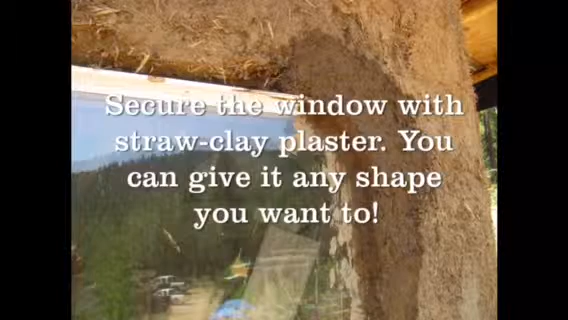 Secure the window with
straw-clay plaster. You
can give it any shape
you want to!